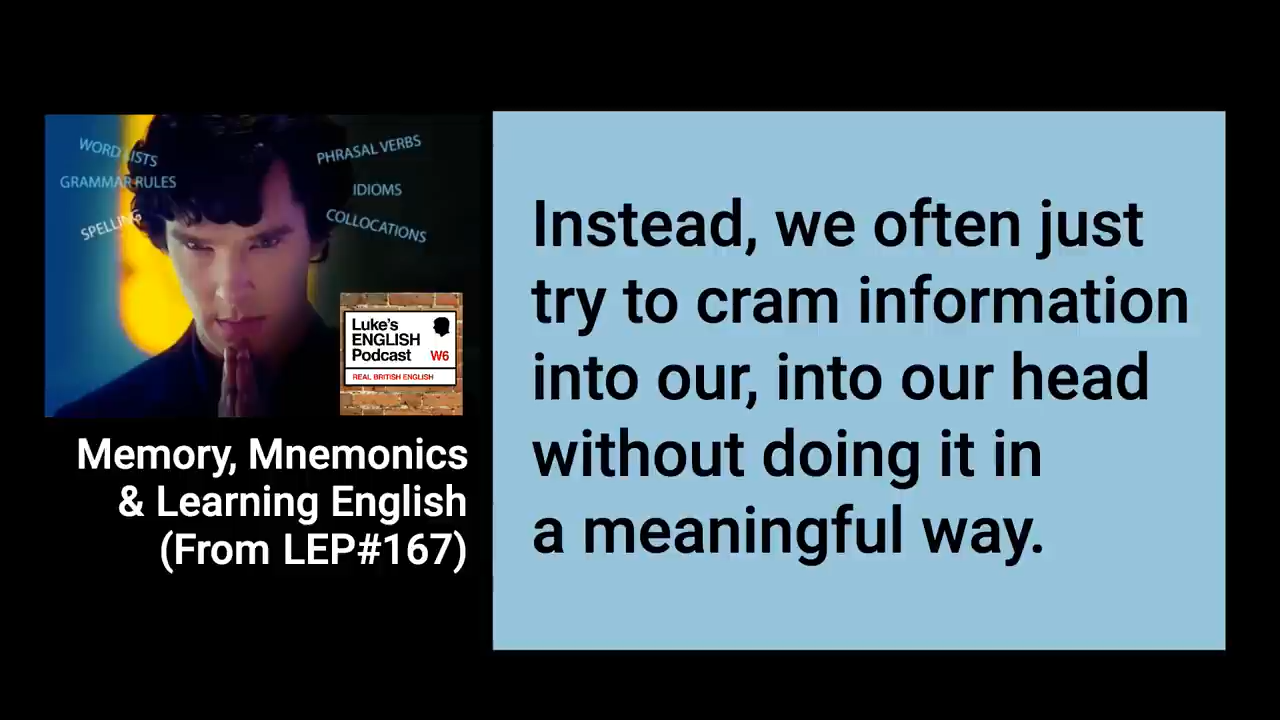 WORD LISTS
GRAMMAR RULES
SPELLING
PHRASAL VERBS
IDIOMS
COLLOCATIONS
Luke's
ENGLISH
Podcast W6
REAL BRITISH ENGLISH
Memory, Mnemonics
& Learning English
(From LEP#167)
Instead, we often just
try to cram information
into our, into our head
without doing it in
a meaningful way.